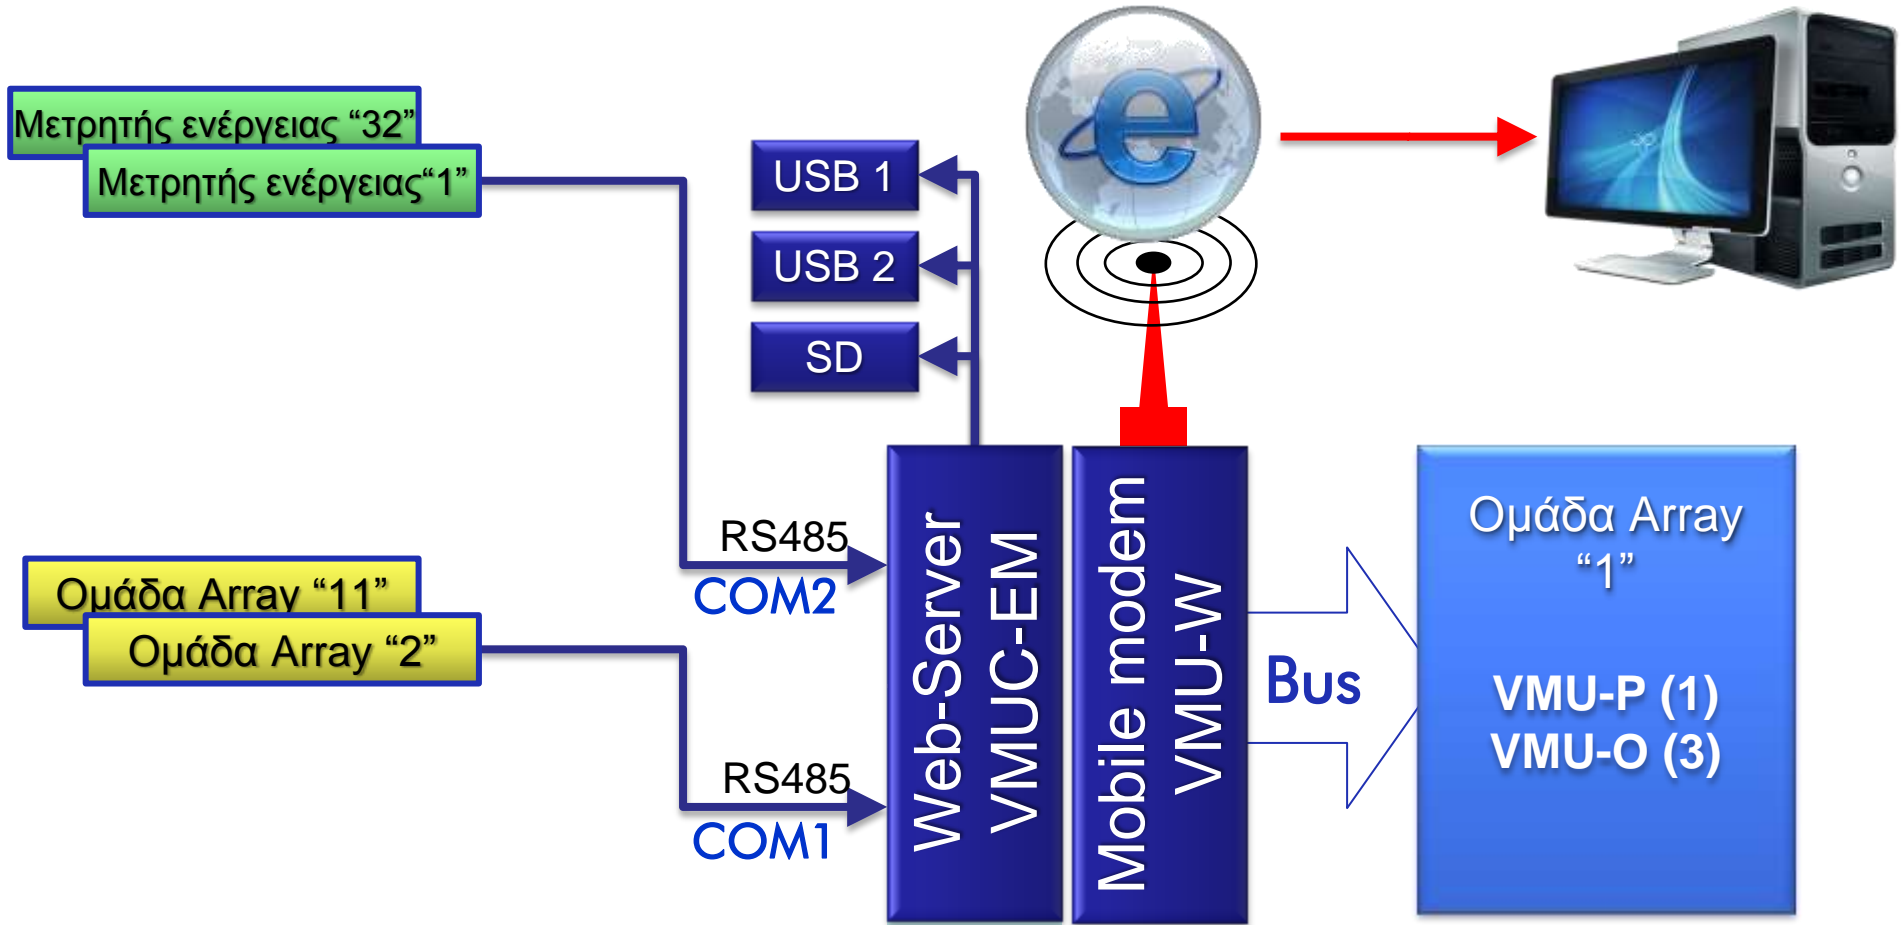 Μετρητής ενέργειας “32”
Μετρητής ενέργειας“1”
USB 1
USB 2
SD
RS485
COM2
Ομάδα Array “11”
Ομάδα Array “2”
RS485
COM1
Web-Server
VMUC-EM
Mobile modem
VMU-W
Bus
Ομάδα Array
“1”
VMU-P (1)
VMU-O (3)